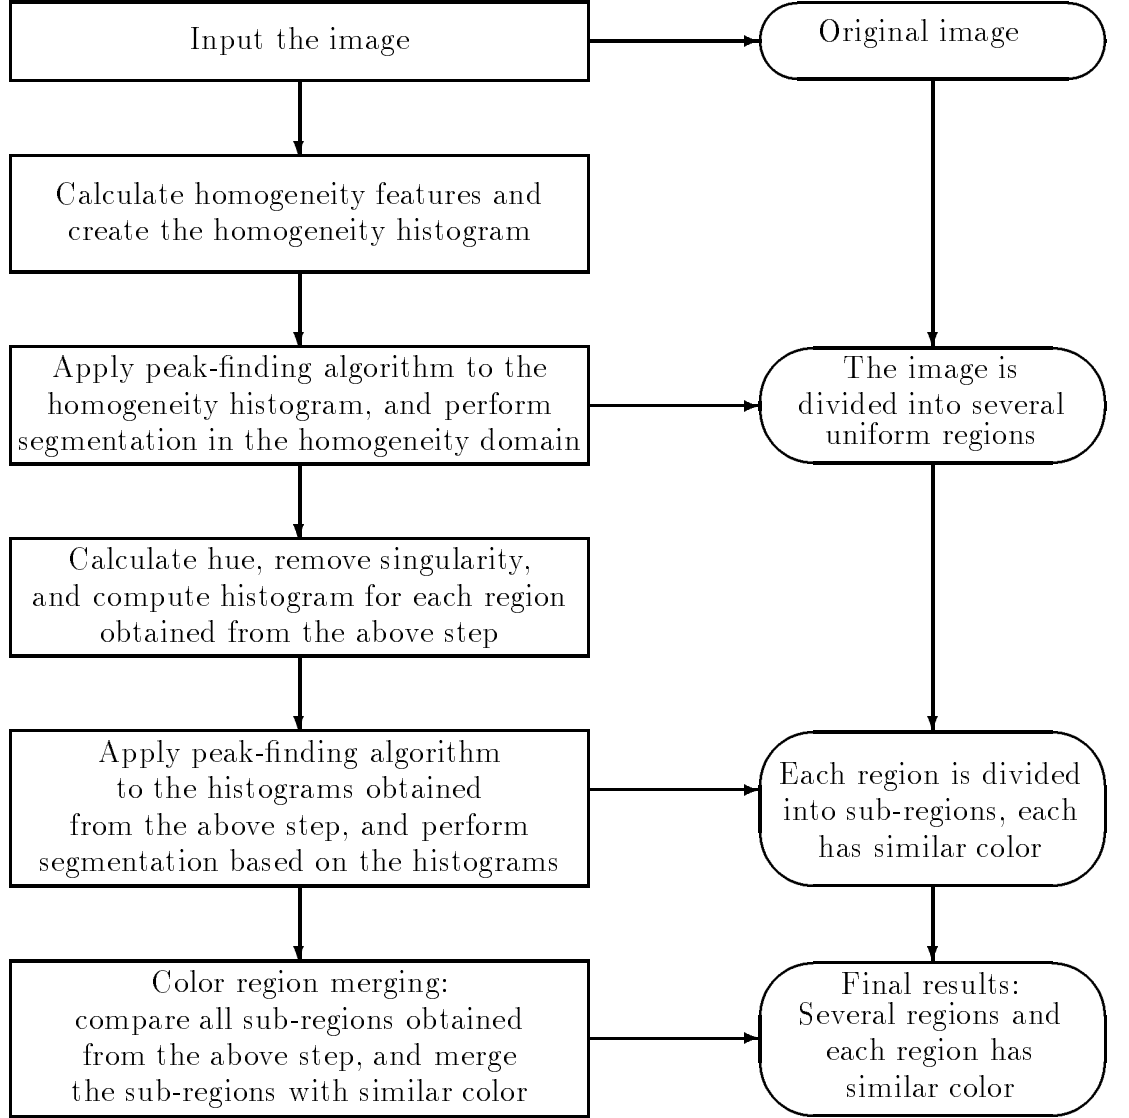 Input the image
Original image
Calculate homogeneity features and
create the homogeneity histogram
Apply peak-finding algorithm to the
homogeneity histogram, and perform
segmentation in the homogeneity domain
The image is
divided into several
uniform regions
Calculate hue, remove singularity,
and compute histogram for each region
obtained from the above step
Apply peak-finding algorithm
to the histograms obtained
from the above step, and perform
segmentation based on the histograms
Each region is divided
into sub-regions, each
has similar color
Color region merging:
compare all sub-regions obtained
from the above step, and merge
the sub-regions with similar color
Final results:
Several regions and
each region has
similar color